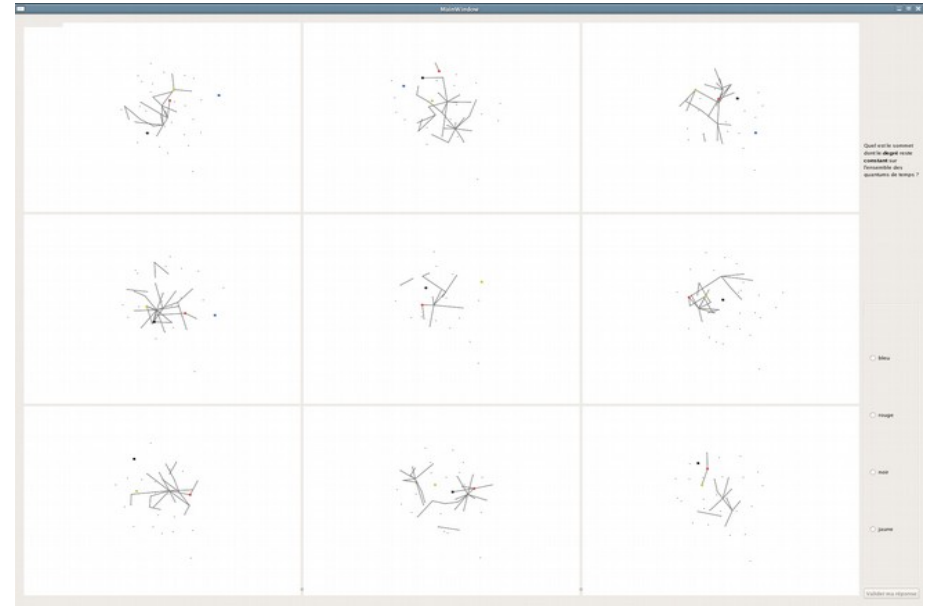 MainWindow
Quel est le sommet
dont le degré reste
constant sur
l'ensemble des
quantums de temps ?
bleu
rouge
noir
jaune
Valider ma réponse